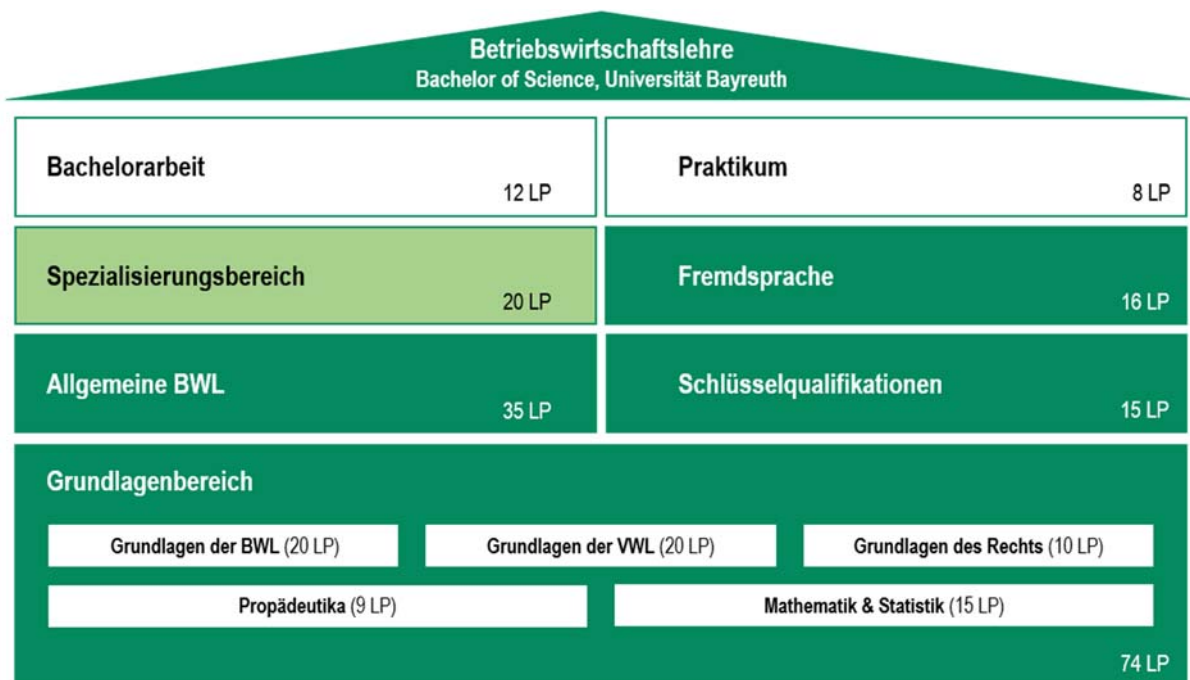 Betriebswirtschaftslehre
Bachelor of Science, Universität Bayreuth
Bachelorarbeit
12 LP
Praktikum
8 LP
Spezialisierungsbereich
20 LP
Fremdsprache
16 LP
Allgemeine BWL
35 LP
Schlüsselqualifikationen
15 LP
Grundlagenbereich
Grundlagen der BWL (20 LP)
Grundlagen der VWL (20 LP)
Grundlagen des Rechts (10 LP)
Propädeutika (9 LP)
Mathematik & Statistik (15 LP)
74 LP